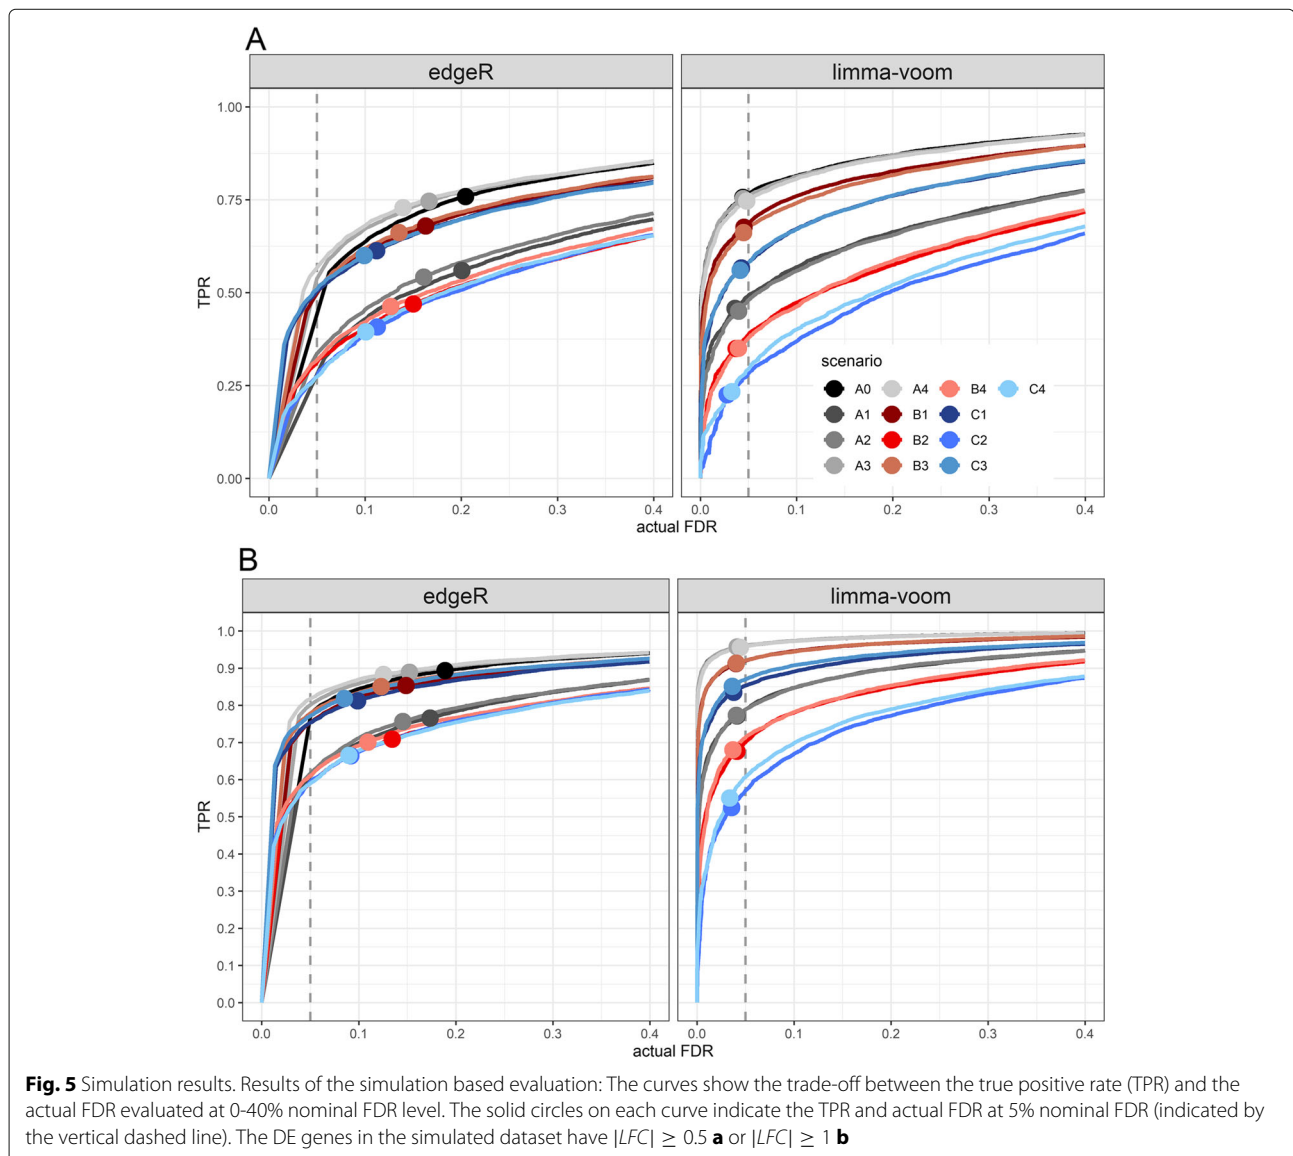 A
edgeR
limma-voom
1.00
0.75
0.50
0.25
0.00
TPR
scenario
A0 A4 B4 C4
A1 B1 C1
A2 B2 C2
A3 B3 C3
0.0 0.1 0.2 0.3 0.4
0.0 0.1 0.2 0.3 0.4
actual FDR
B
edgeR
limma-voom
1.0
0.9
0.8
0.7
0.6
0.5
0.4
0.3
0.2
0.1
0.0
TPR
0.0 0.1 0.2 0.3 0.4
0.0 0.1 0.2 0.3 0.4
actual FDR
Fig. 5 Simulation results. Results of the simulation based evaluation: The curves show the trade-off between the true positive rate (TPR) and the
actual FDR evaluated at 0-40% nominal FDR level. The solid circles on each curve indicate the TPR and actual FDR at 5% nominal FDR (indicated by
the vertical dashed line). The DE genes in the simulated dataset have |LFC| ≥ 0.5 a or |LFC| ≥ 1 b